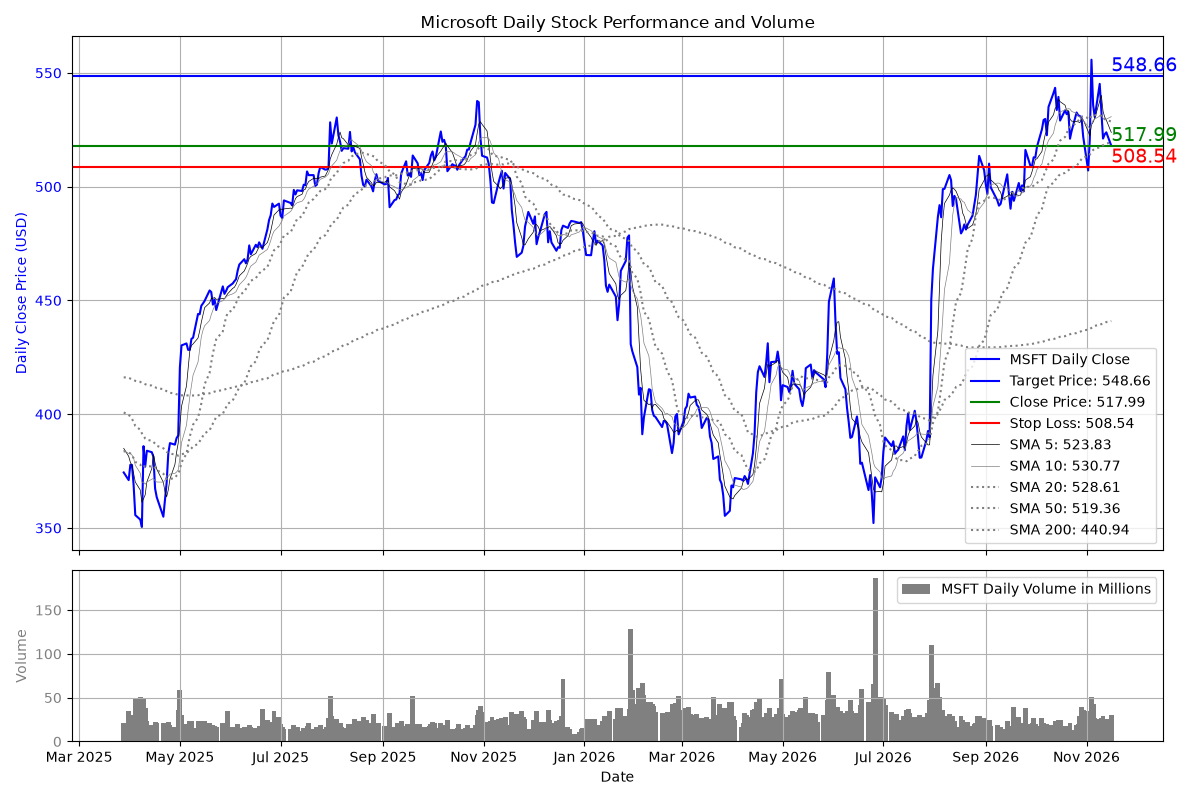 Microsoft Daily Stock Performance and Volume
Daily Close Price (USD)
550
500
450
400
350
548.66
517.99
508.54
MSFT Daily Close
Target Price: 548.66
Close Price: 517.99
Stop Loss: 508.54
SMA 5: 523.83
SMA 10: 530.77
SMA 20: 528.61
SMA 50: 519.36
SMA 200: 440.94
Volume
150
100
50
0
MSFT Daily Volume in Millions
Mar 2025 May 2025 Jul 2025 Sep 2025 Nov 2025 Jan 2026 Mar 2026 May 2026 Jul 2026 Sep 2026 Nov 2026
Date